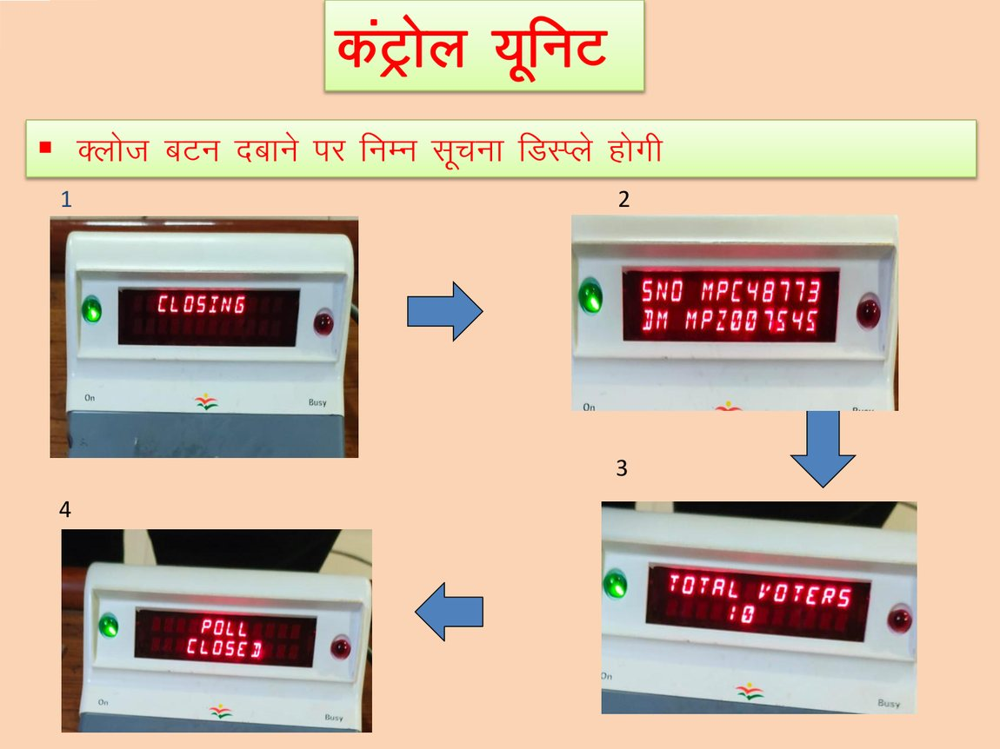 कंट्रोल यूनिट
▪ क्लोज बटन दबाने पर निम्न सूचना डिस्प्ले होगी
1
CLOSING
On
Busy
2
SNO MPC48773
DM MPZ007545
On
Busy
3
TOTAL VOTERS
10
On
Busy
4
POLL
CLOSED
On
Busy